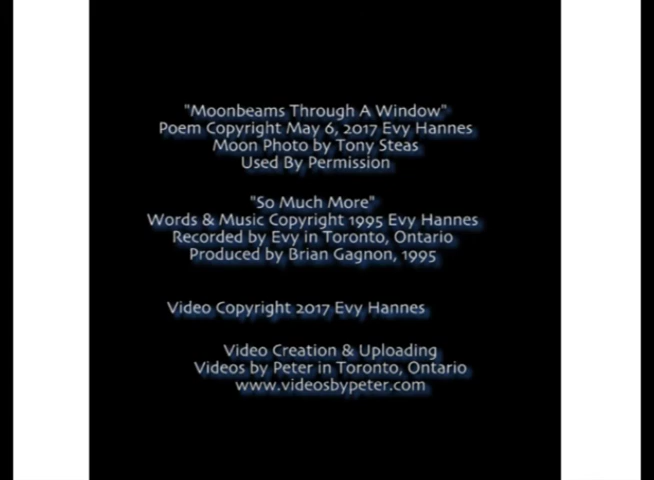 "Moonbeams Through A Window"
Poem Copyright May 6, 2017 Evy Hannes
Moon Photo by Tony Steas
Used By Permission
"So Much More"
Words & Music Copyright 1995 Evy Hannes
Recorded by Evy in Toronto, Ontario
Produced by Brian Gagnon, 1995
Video Copyright 2017 Evy Hannes
Video Creation & Uploading
Videos by Peter in Toronto, Ontario
www.videosbypeter.com